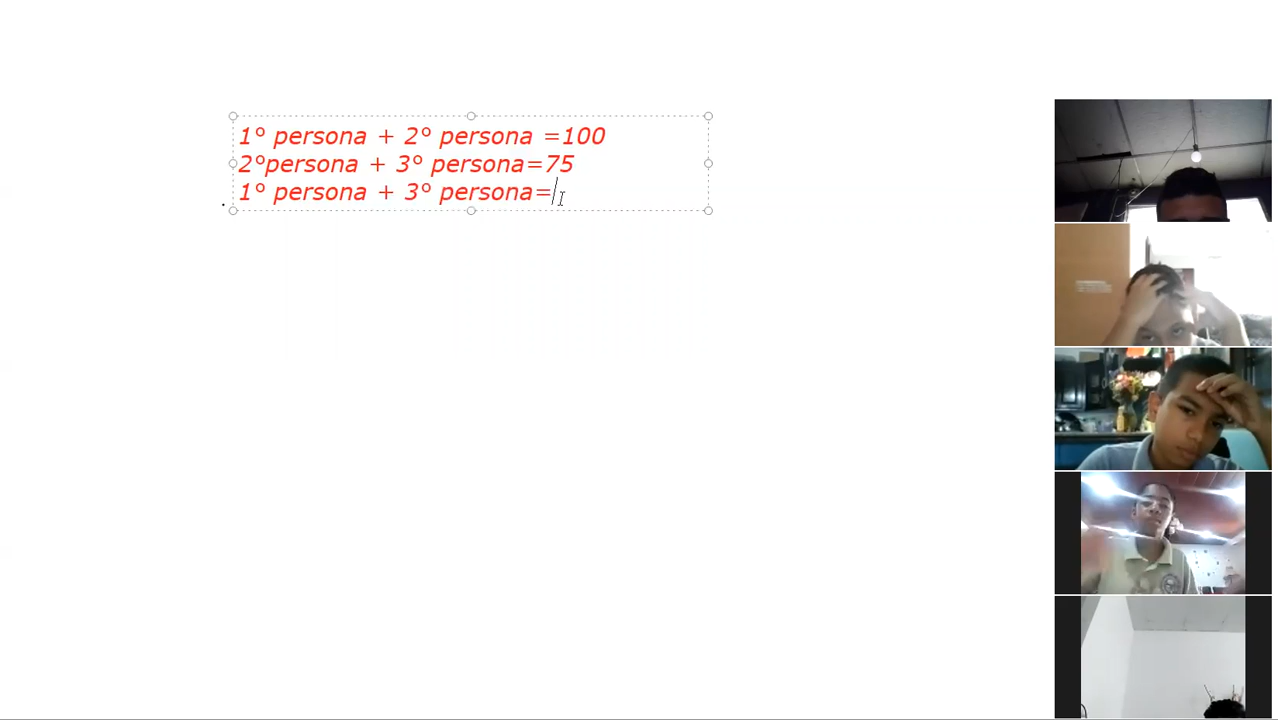 1° persona + 2° persona =100
2°persona + 3° persona=75
1° persona + 3° persona=